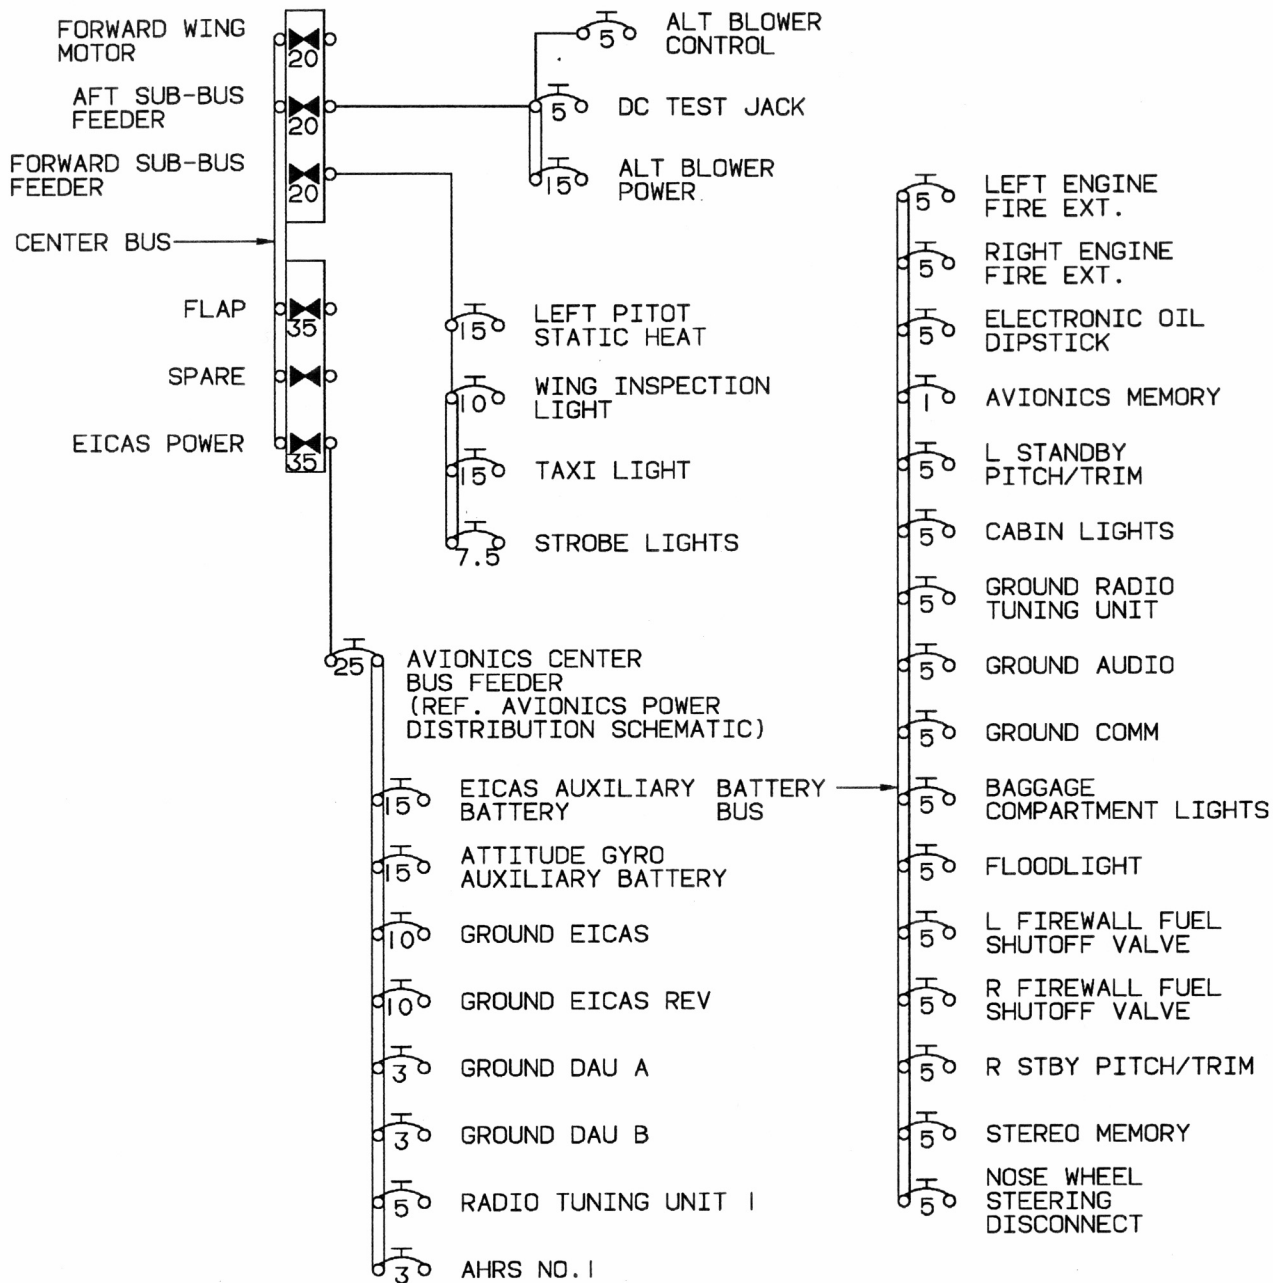 FORWARD WING
MOTOR
20
AFT SUB-BUS
FEEDER
20
FORWARD SUB-BUS
FEEDER
20
CENTER BUS
FLAP
35
SPARE
EICAS POWER
35
5
ALT BLOWER
CONTROL
5
DC TEST JACK
15
ALT BLOWER
POWER
15
LEFT PITOT
STATIC HEAT
10
WING INSPECTION
LIGHT
15
TAXI LIGHT
7.5
STROBE LIGHTS
25
AVIONICS CENTER
BUS FEEDER
(REF. AVIONICS POWER
DISTRIBUTION SCHEMATIC)
15
EICAS AUXILIARY
BATTERY
15
ATTITUDE GYRO
AUXILIARY BATTERY
10
GROUND EICAS
10
GROUND EICAS REV
3
GROUND DAU A
3
GROUND DAU B
5
RADIO TUNING UNIT 1
3
AHRS NO.1
BATTERY
BUS
5
LEFT ENGINE
FIRE EXT.
5
RIGHT ENGINE
FIRE EXT.
5
ELECTRONIC OIL
DIPSTICK
1
AVIONICS MEMORY
5
L STANDBY
PITCH/TRIM
5
CABIN LIGHTS
5
GROUND RADIO
TUNING UNIT
5
GROUND AUDIO
5
GROUND COMM
5
BAGGAGE
COMPARTMENT LIGHTS
5
FLOODLIGHT
5
L FIREWALL FUEL
SHUTOFF VALVE
5
R FIREWALL FUEL
SHUTOFF VALVE
5
R STBY PITCH/TRIM
5
STEREO MEMORY
5
NOSE WHEEL
STEERING
DISCONNECT